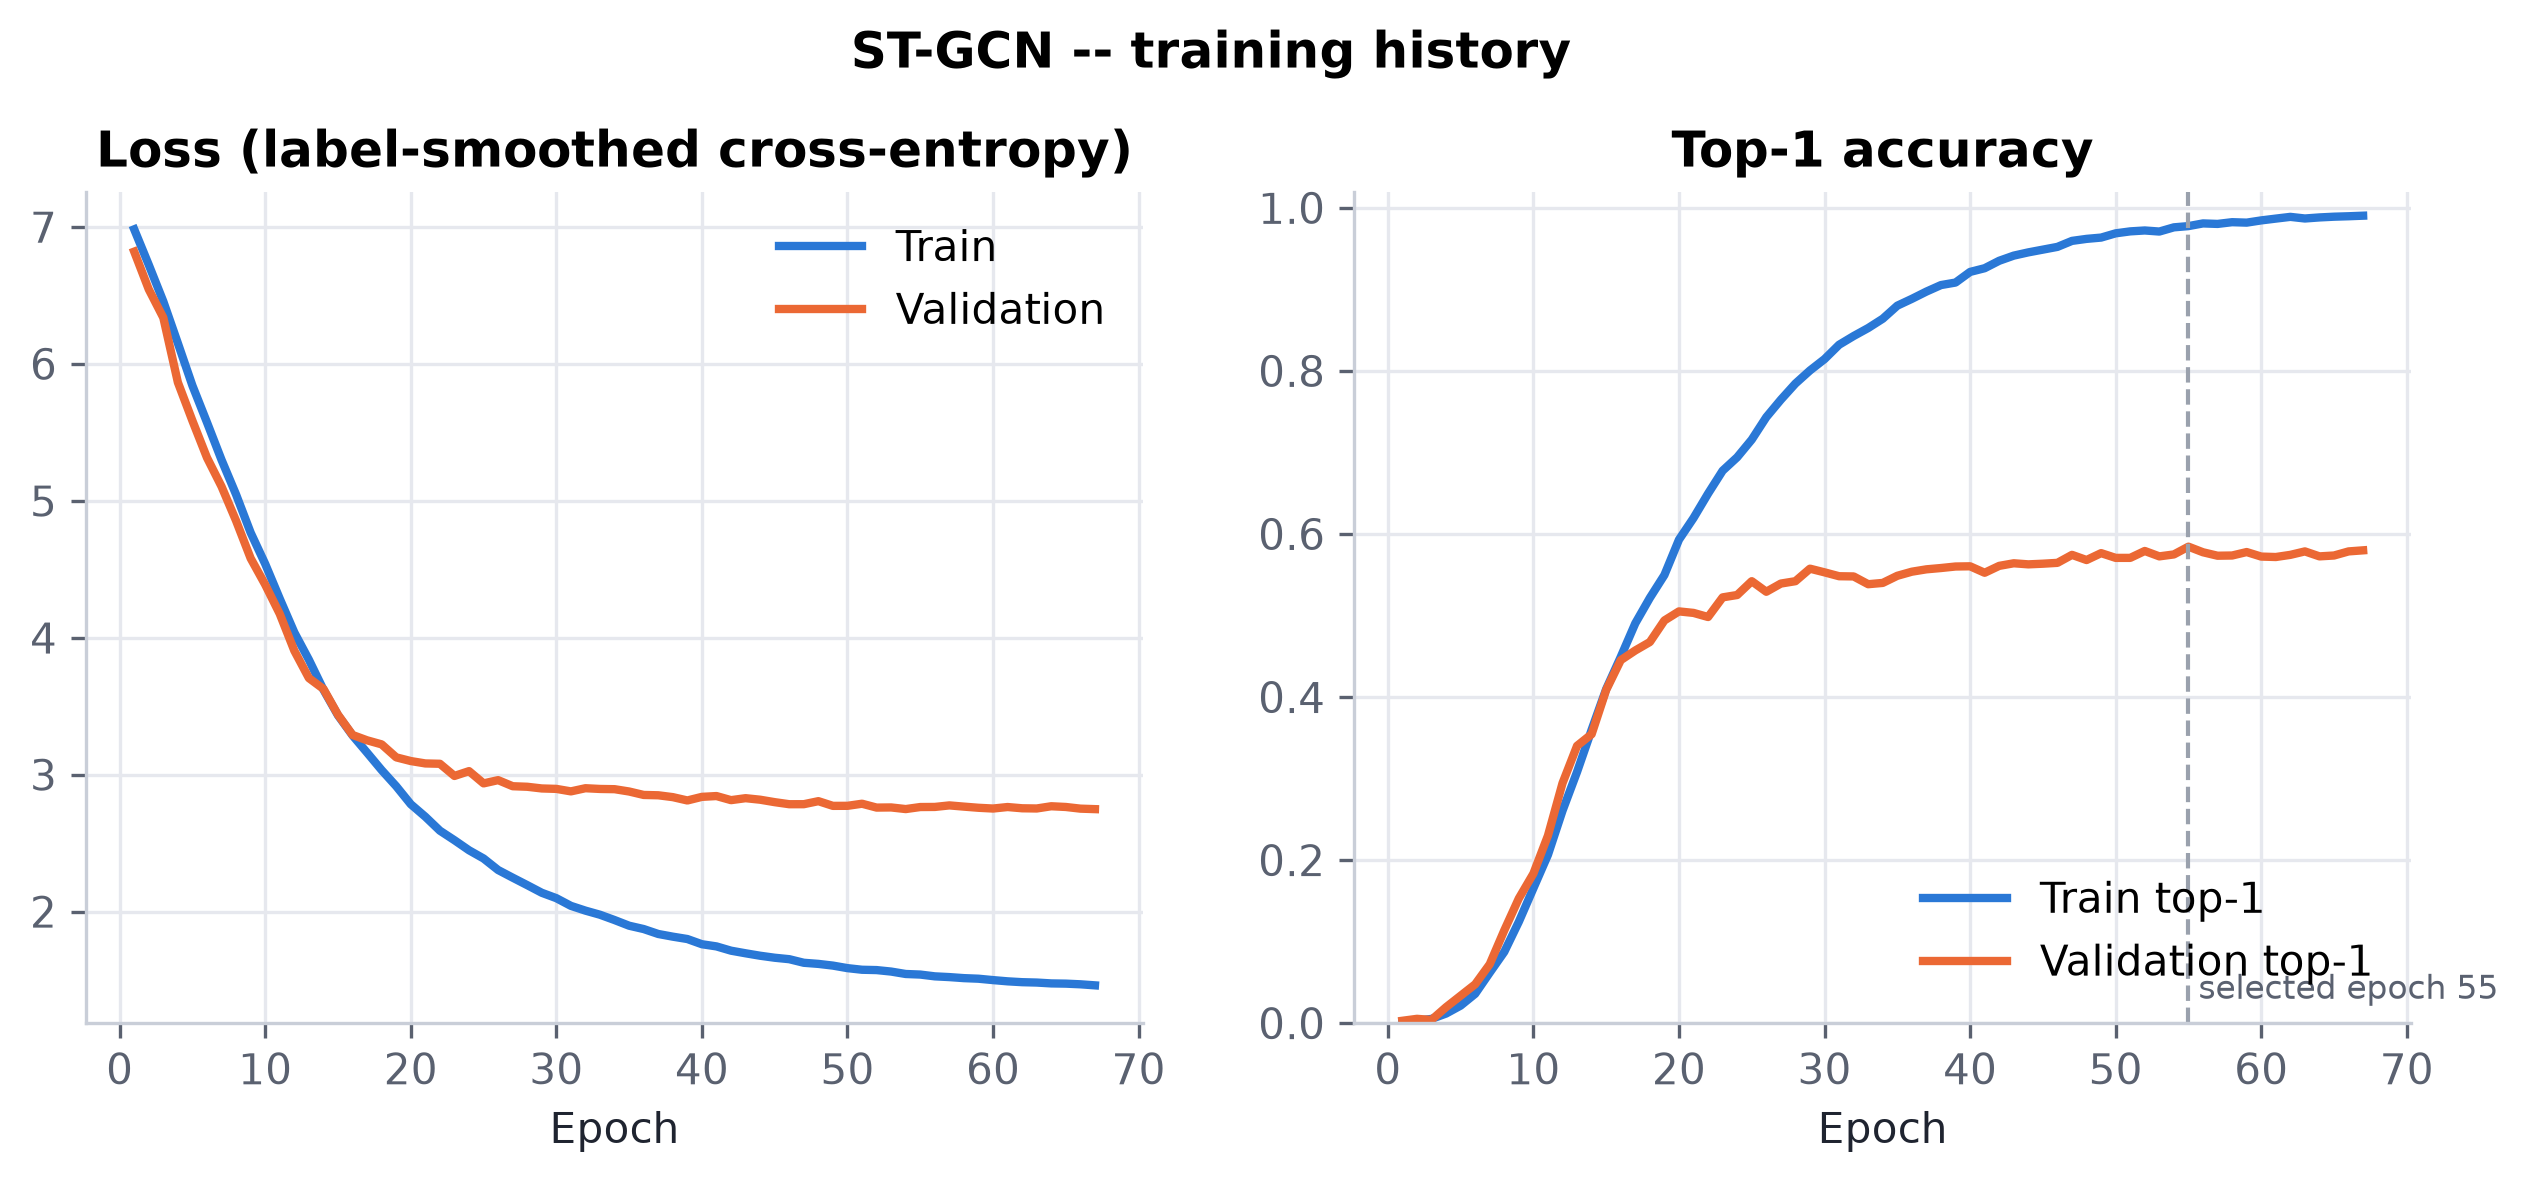 ST-GCN -- training history
Loss (label-smoothed cross-entropy)
7
6
5
4
3
2
Train
Validation
0 10 20 30 40 50 60 70
Epoch
Top-1 accuracy
1.0
0.8
0.6
0.4
0.2
0.0
Train top-1
Validation top-1
selected epoch 55
0 10 20 30 40 50 60 70
Epoch